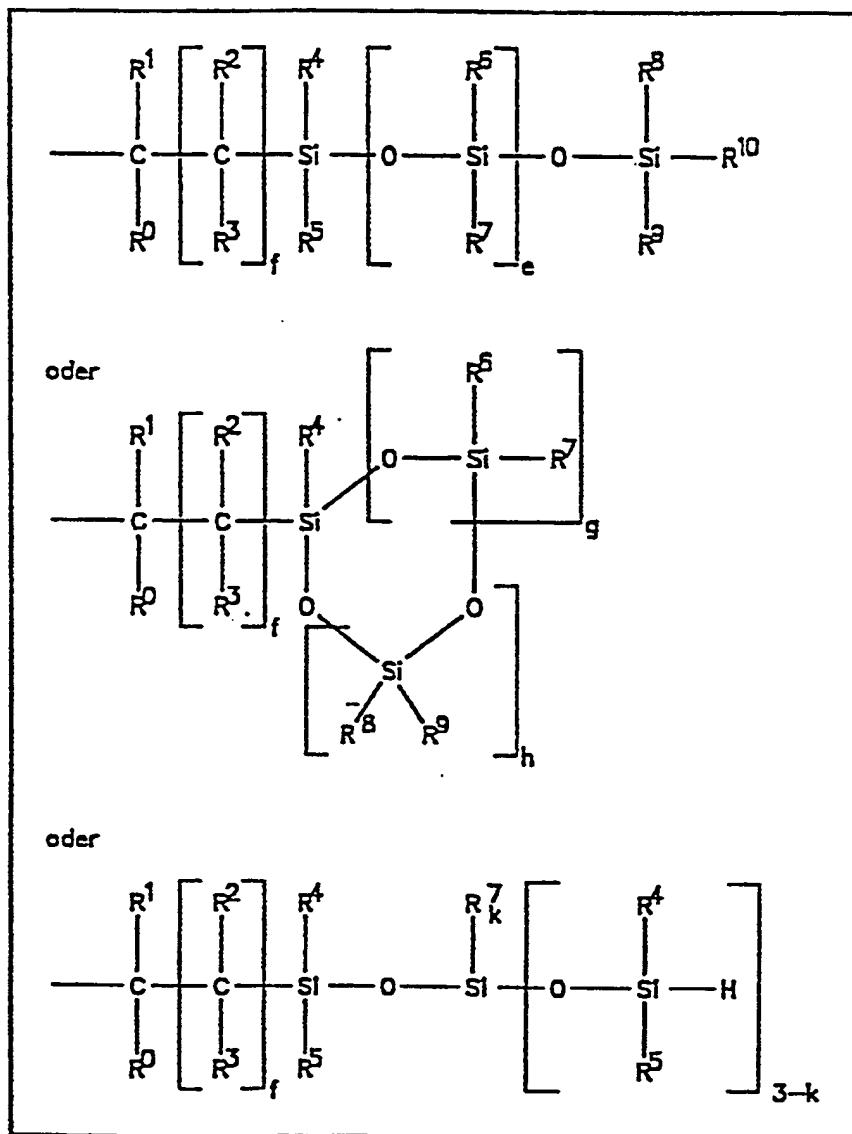 R1 R2 R4 R6 R8
C C Si O Si O Si R10
R0 R3 R5 R7 R9
f e
oder
R6
R1 R2 R4 O Si R7
C C Si
g
R0 R3 O O
f
Si
R8 R9
h
oder
R1 R2 R4 R7k R4
C C Si O Si O Si H
R0 R3 R5 R5
f 3-k